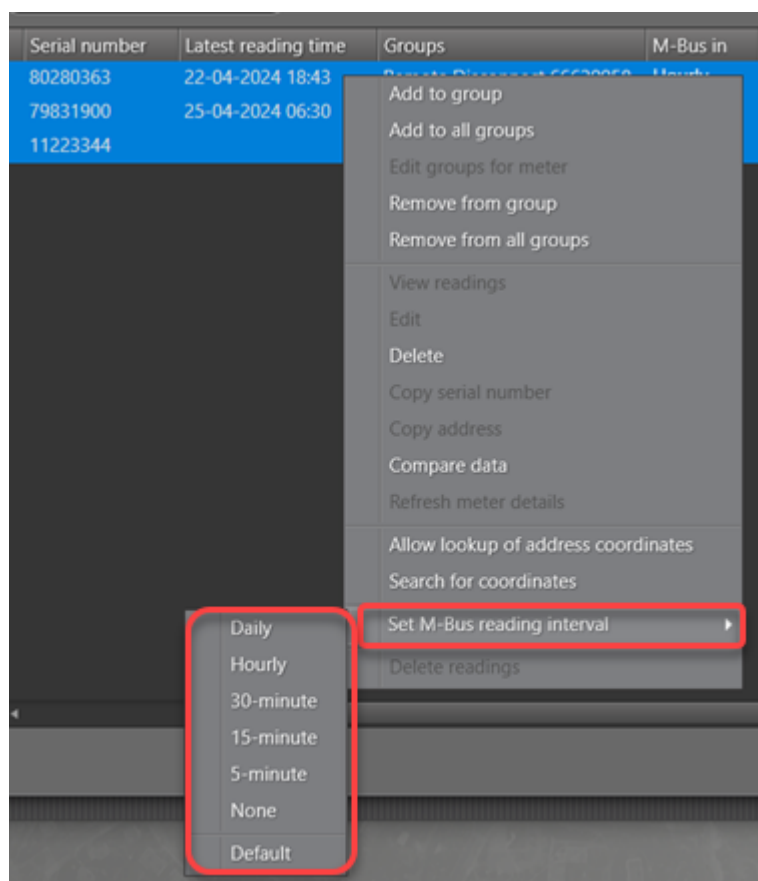 Serial number Latest reading time Groups M-Bus in
80280363 22-04-2024 18:43
79831900 25-04-2024 06:30
11223344
Add to group
Add to all groups
Edit groups for meter
Remove from group
Remove from all groups
View readings
Edit
Delete
Copy serial number
Copy address
Compare data
Refresh meter details
Allow lookup of address coordinates
Search for coordinates
Set M-Bus reading interval
Delete readings
Daily
Hourly
30-minute
15-minute
5-minute
None
Default